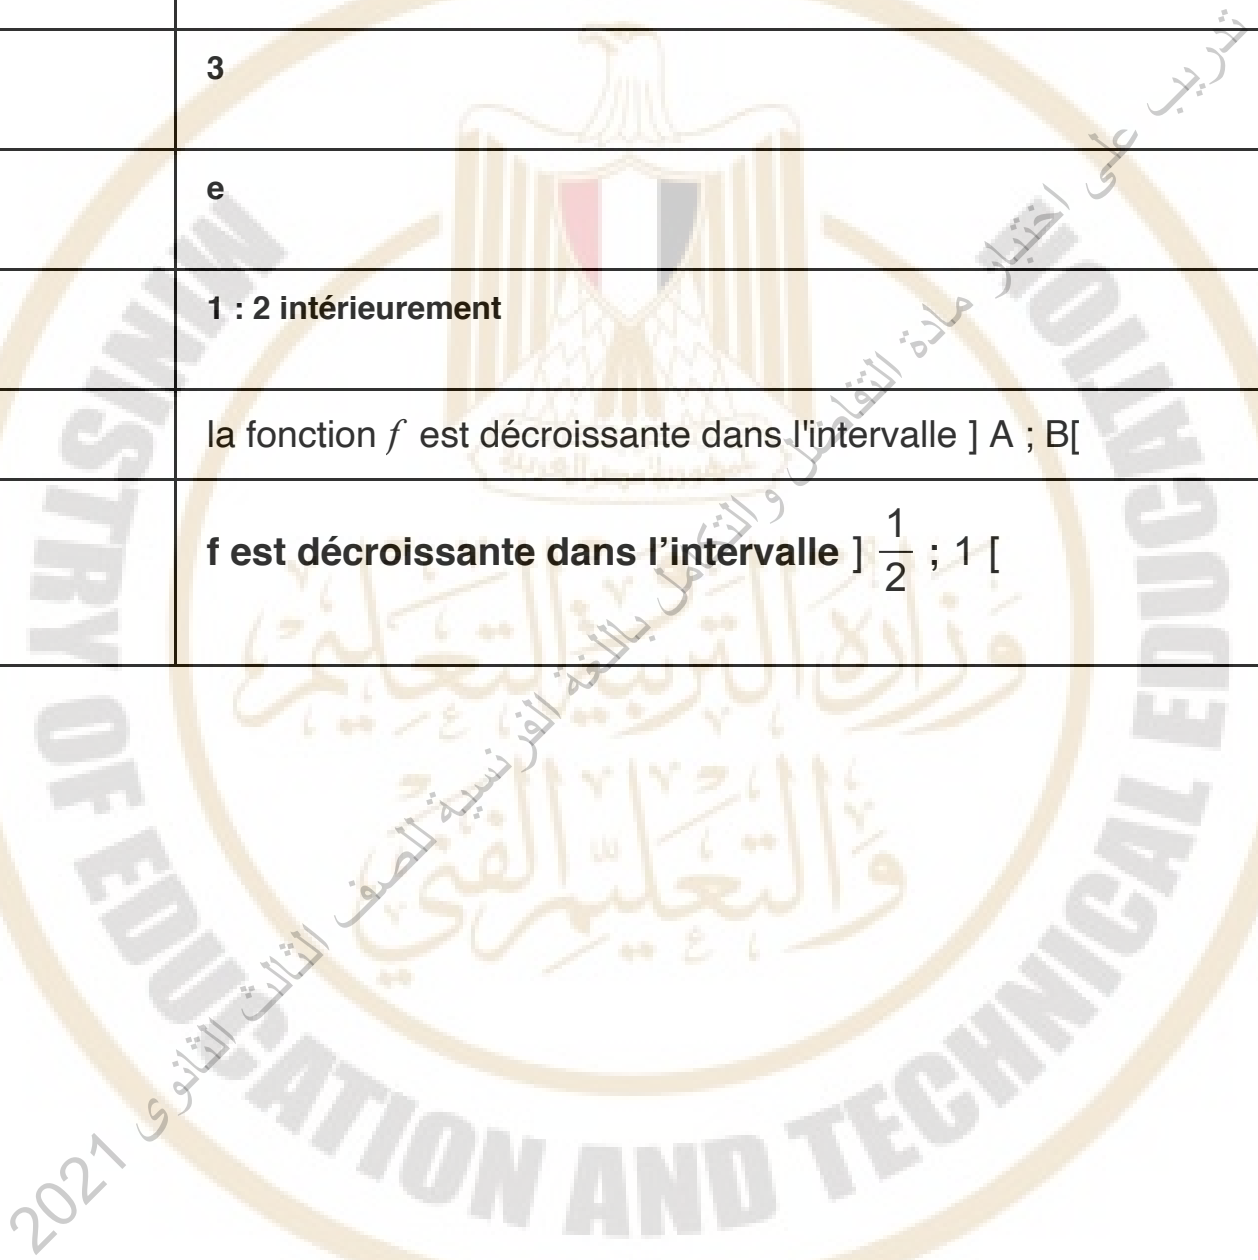 3
e
1 : 2 intérieurement
la fonction f est décroissante dans l'intervalle ] A ; B[
f est décroissante dans l’intervalle ] 1/2 ; 1 [
تدريب على اختبار مادة التفاضل و التكامل باللغة الفرنسية للصف الثالث الثانوى 2021
MINISTRY OF EDUCATION AND TECHNICAL EDUCATION
وزارة التربية والتعليم
والتعليم الفني